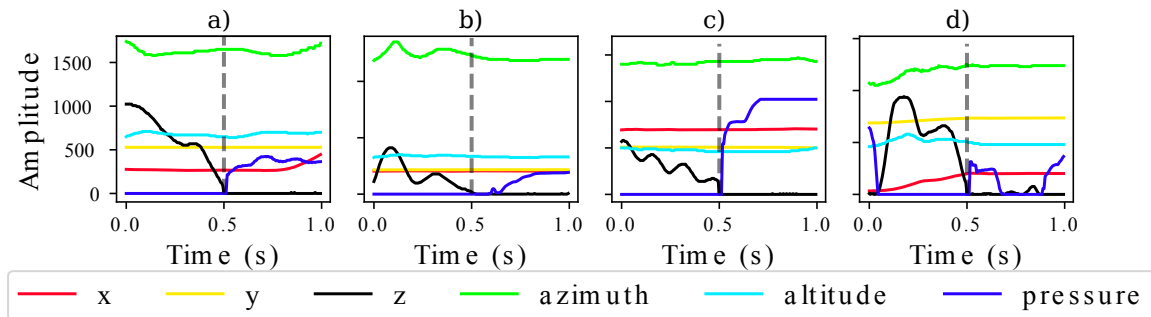 a) b) c) d)
Amplitude
1500
1000
500
0
0.0 0.5 1.0 0.0 0.5 1.0 0.0 0.5 1.0 0.0 0.5 1.0
Time (s) Time (s) Time (s) Time (s)
x y z azimuth altitude pressure